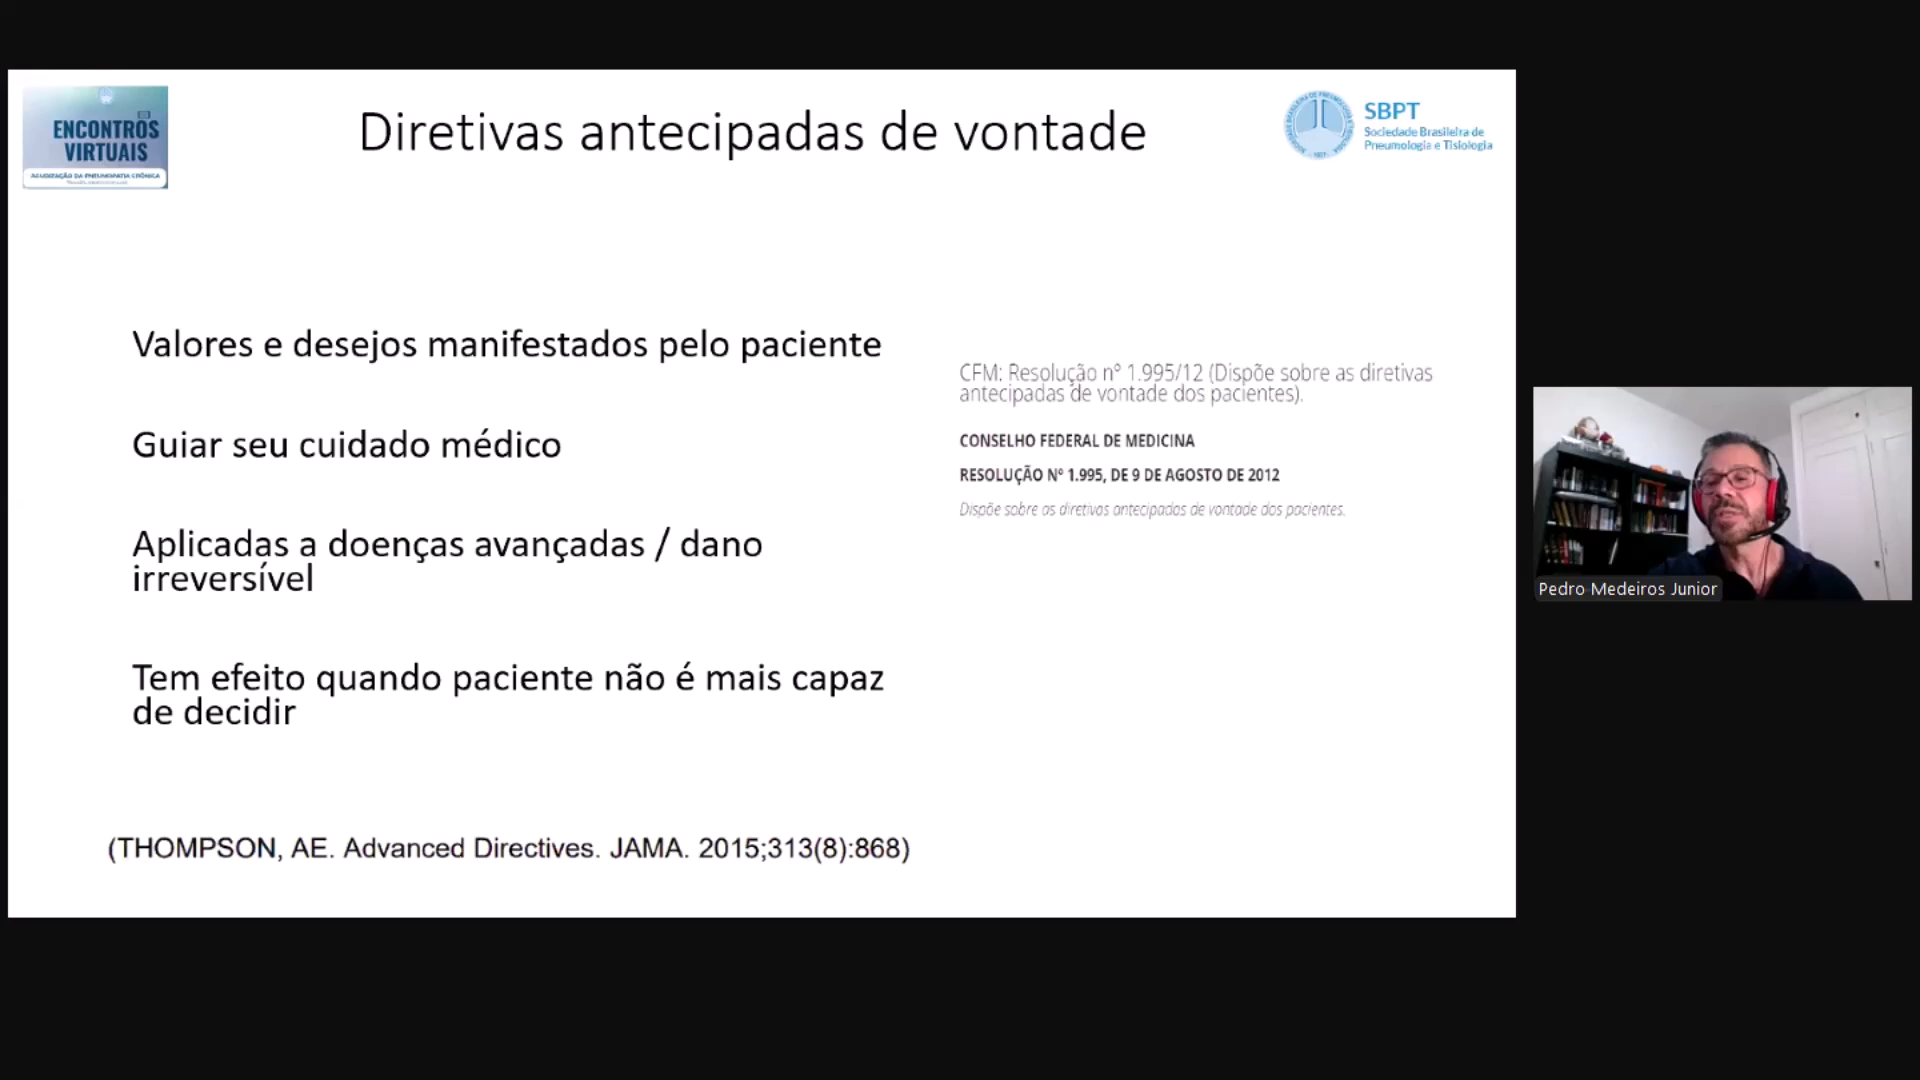 ENCONTROS
VIRTUAIS
AGUDIZAÇÃO DA PNEUMOPATIA CRÔNICA
Diretivas antecipadas de vontade
SBPT
Sociedade Brasileira de
Pneumologia e Tisiologia
Valores e desejos manifestados pelo paciente
Guiar seu cuidado médico
Aplicadas a doenças avançadas / dano
irreversível
Tem efeito quando paciente não é mais capaz
de decidir
(THOMPSON, AE. Advanced Directives. JAMA. 2015;313(8):868)
CFM: Resolução nº 1.995/12 (Dispõe sobre as diretivas
antecipadas de vontade dos pacientes).
CONSELHO FEDERAL DE MEDICINA
RESOLUÇÃO Nº 1.995, DE 9 DE AGOSTO DE 2012
Dispõe sobre as diretivas antecipadas de vontade dos pacientes.
Pedro Medeiros Junior